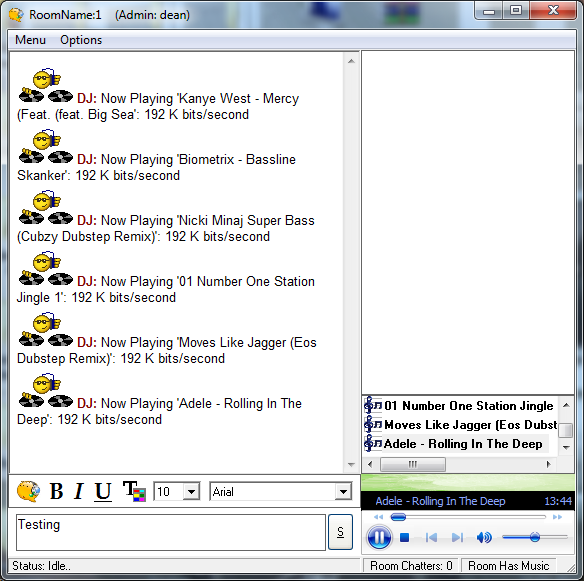 RoomName:1 (Admin: dean)
Menu Options
DJ: Now Playing 'Kanye West - Mercy
(Feat. (feat. Big Sea': 192 K bits/second
DJ: Now Playing 'Biometrix - Bassline
Skanker': 192 K bits/second
DJ: Now Playing 'Nicki Minaj Super Bass
(Cubzy Dubstep Remix)': 192 K bits/second
DJ: Now Playing '01 Number One Station
Jingle 1': 192 K bits/second
DJ: Now Playing 'Moves Like Jagger (Eos
Dubstep Remix)': 192 K bits/second
DJ: Now Playing 'Adele - Rolling In The
Deep': 192 K bits/second
01 Number One Station Jingle
Moves Like Jagger (Eos Dubst
Adele - Rolling In The Deep
B I U T 10 Arial
Adele - Rolling In The Deep 13:44
Testing
S
Status: Idle.. Room Chatters: 0 Room Has Music